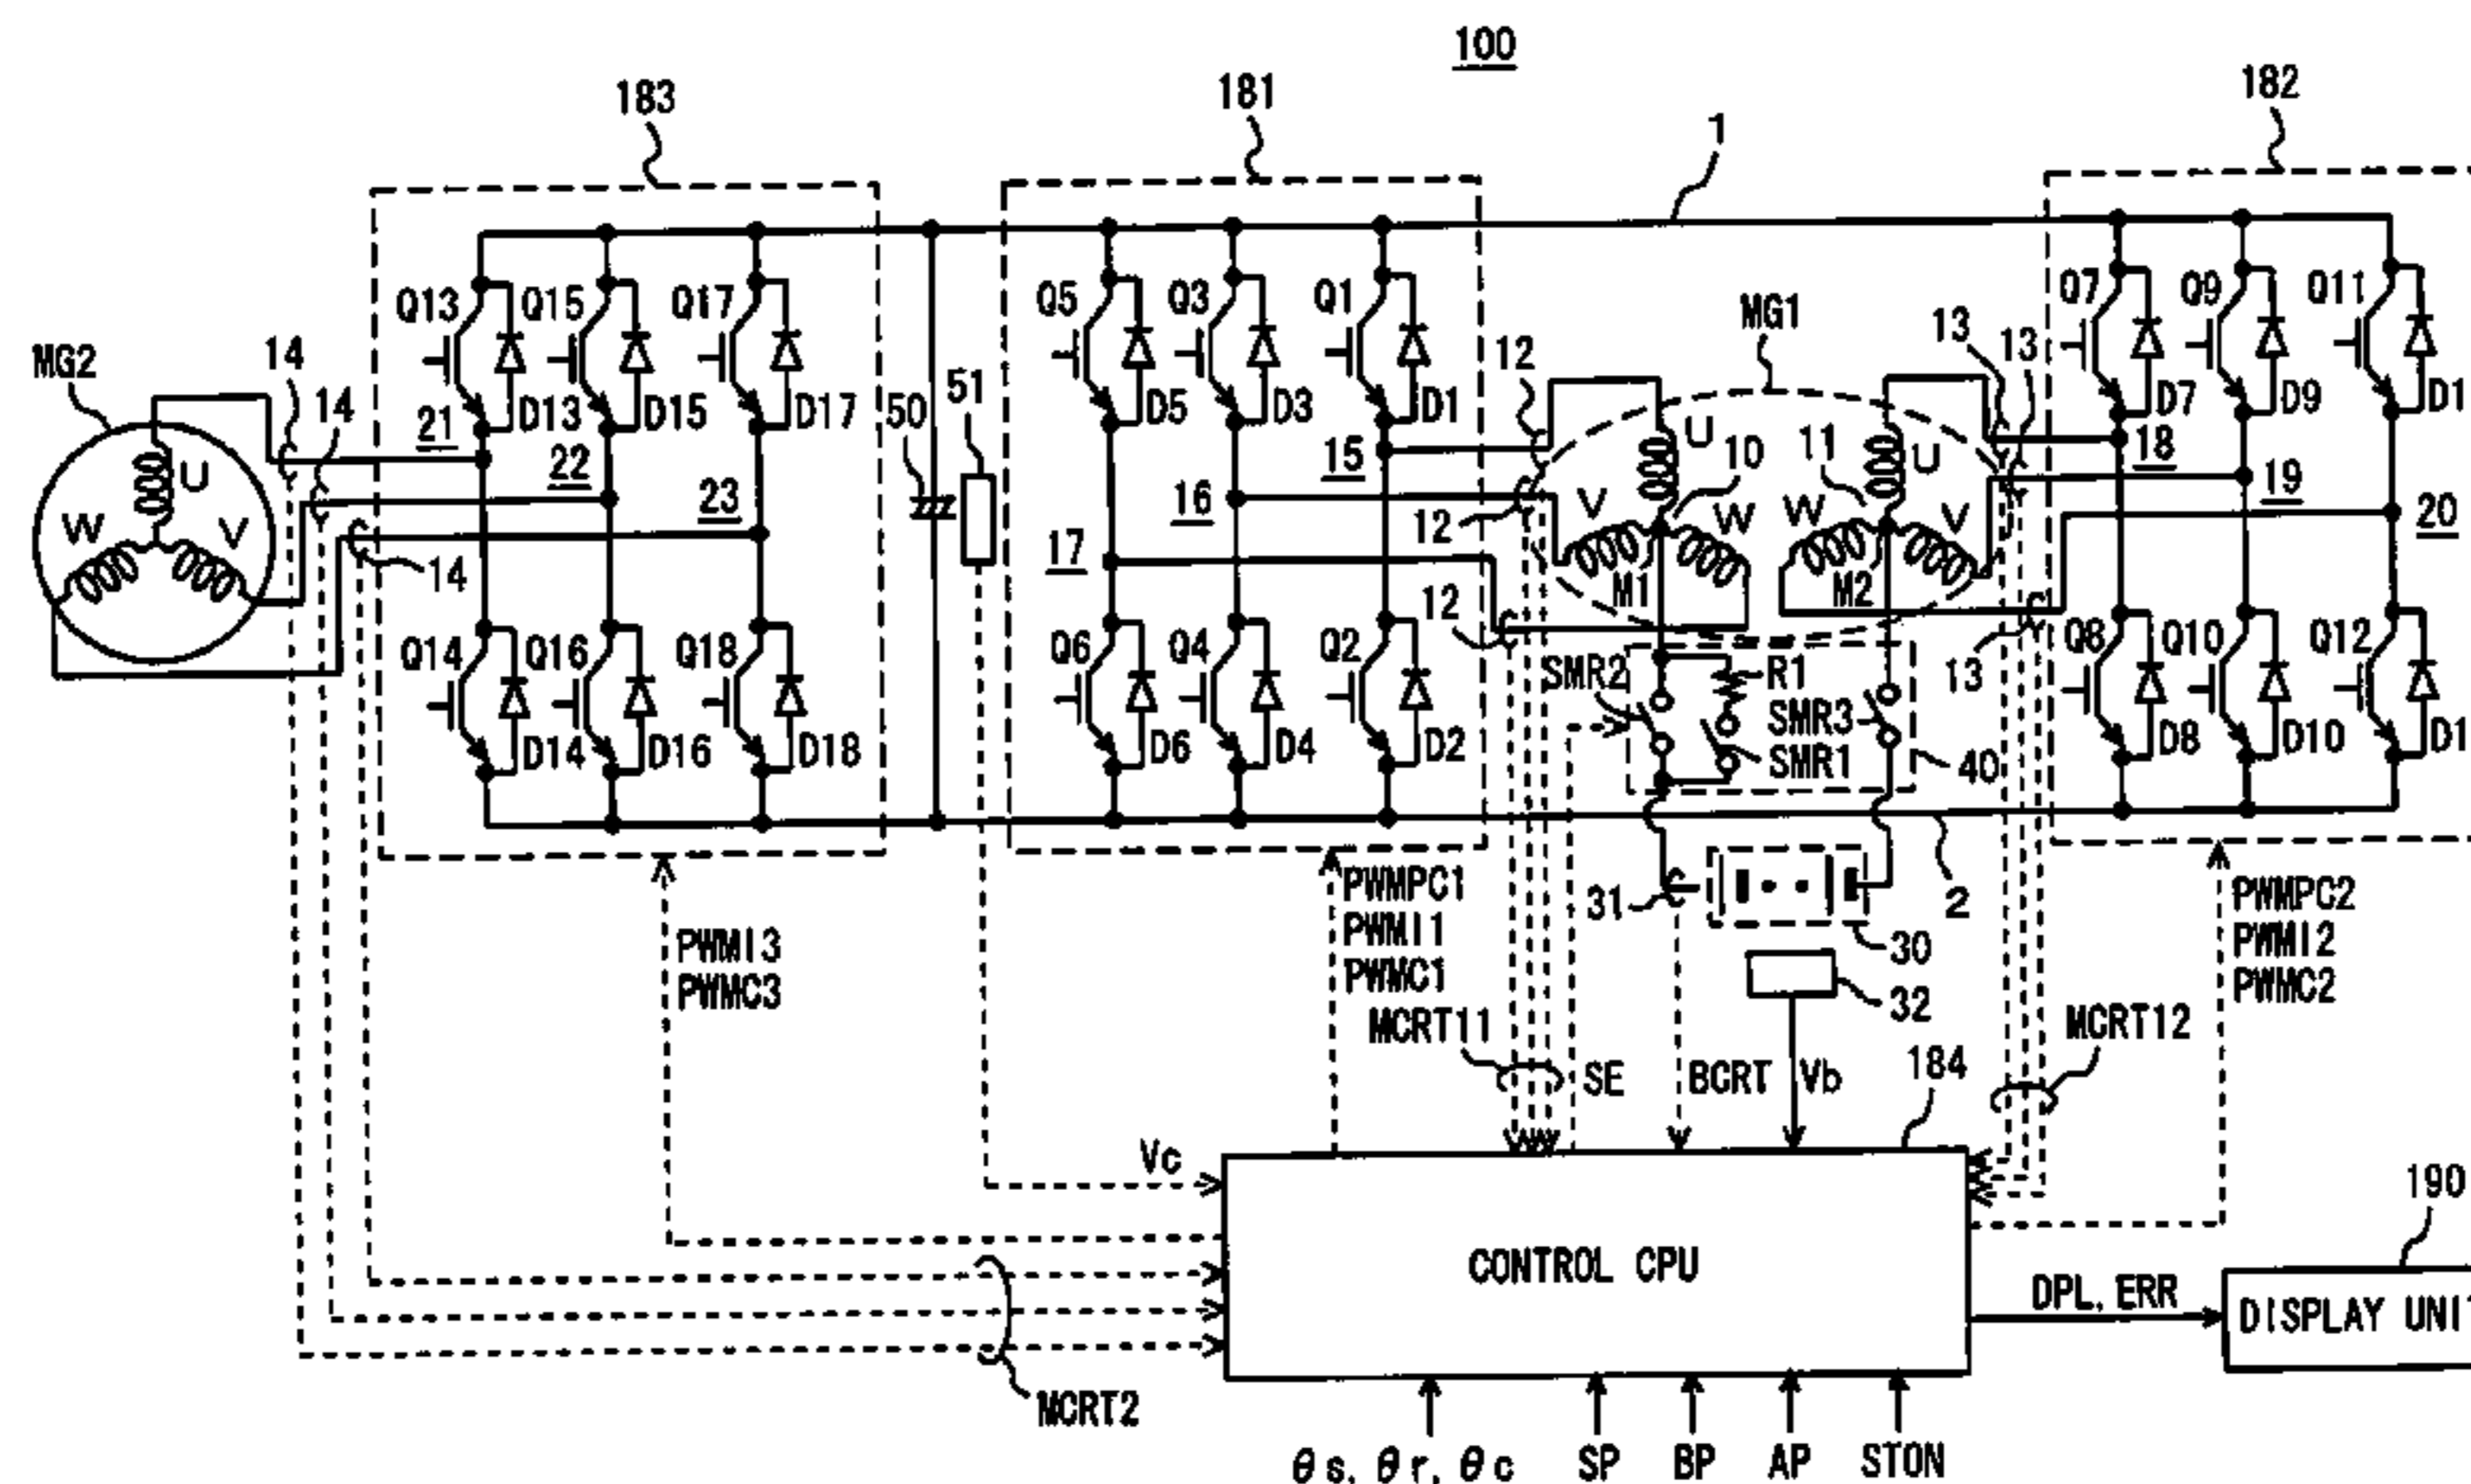 100
183
181
182
1
Q13
Q15
Q17
Q5
Q3
Q1
MG1
Q7
Q9
Q11
MG2
14
14
51
50
12
13
13
D13
D15
D17
D5
D3
D1
D7
D9
D1
21
22
23
15
16
17
12
U
10
11
U
18
19
20
W
V
U
V
W
W
V
14
12
M1
M2
13
Q14
Q16
Q18
Q6
Q4
Q2
SMR2
R1
SMR3
SMR1
40
Q8
Q10
Q12
D14
D16
D18
D6
D4
D2
D8
D10
D1
31
30
2
32
PWMI3
PWMC3
PWMPC1
PWMI1
PWMC1
MCRT11
SE
BCRT
Vb
184
MCRT12
PWMPC2
PWMI2
PWMC2
Vc
190
CONTROL CPU
DPL, ERR
DISPLAY UNIT
MCRT2
θs, θr, θc
SP
BP
AP
STON